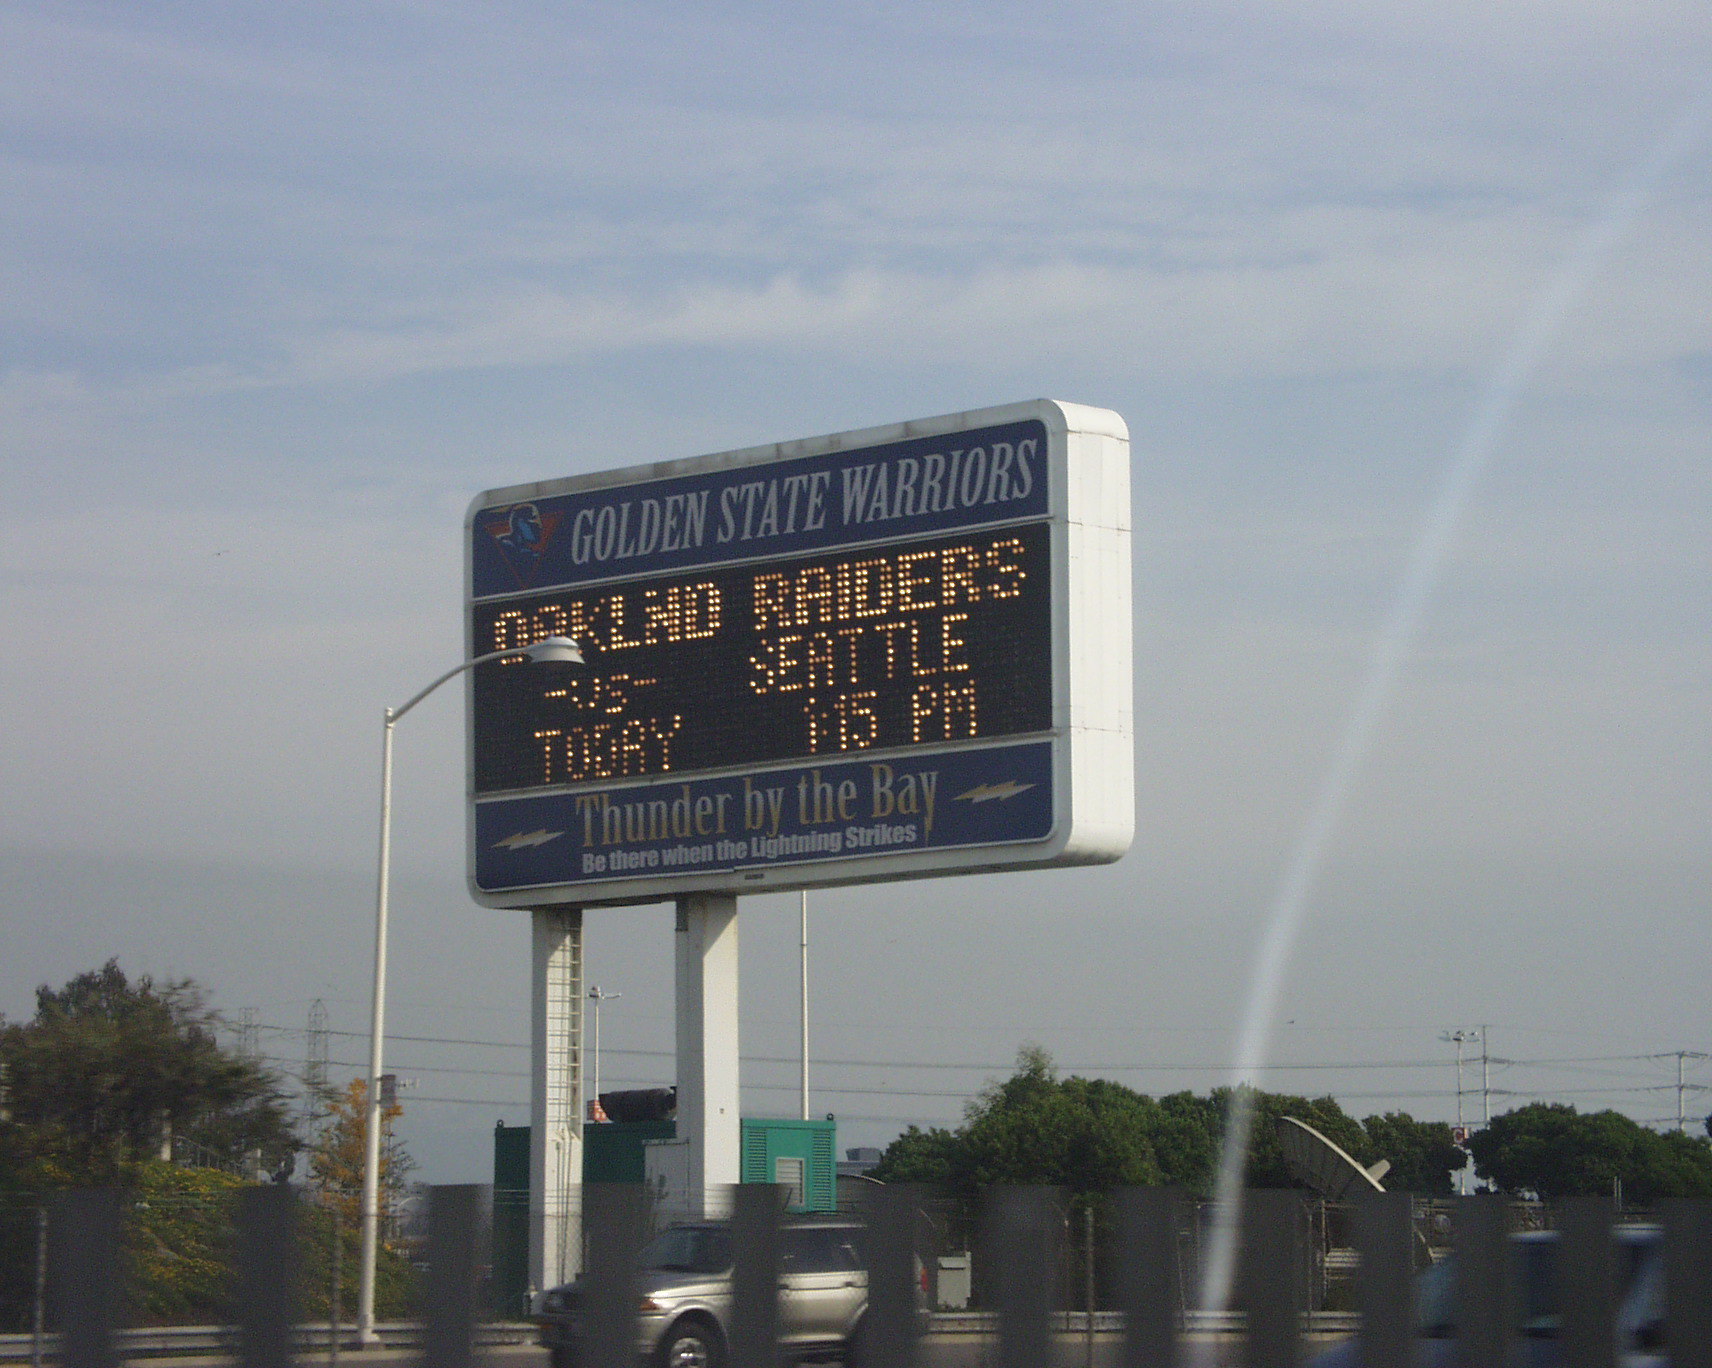 GOLDEN STATE WARRIORS
OAKLND RAIDERS
-VS- SEATTLE
TODAY 1:15 PM
Thunder by the Bay
Be there when the Lightning Strikes